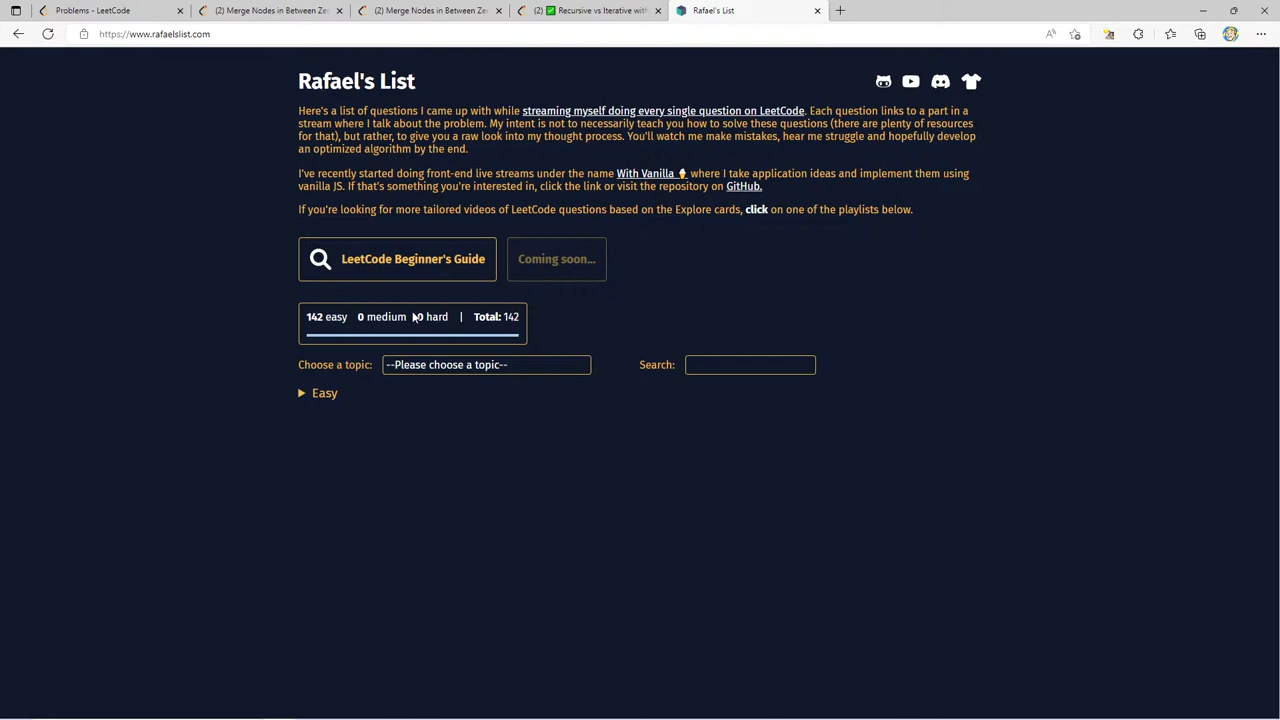 Problems - LeetCode
(2) Merge Nodes in Between Ze
(2) Merge Nodes in Between Ze
(2) ✅ Recursive vs Iterative with
Rafael's List
https://www.rafaelslist.com
Rafael's List
Here's a list of questions I came up with while streaming myself doing every single question on LeetCode. Each question links to a part in a
stream where I talk about the problem. My intent is not to necessarily teach you how to solve these questions (there are plenty of resources
for that), but rather, to give you a raw look into my thought process. You'll watch me make mistakes, hear me struggle and hopefully develop
an optimized algorithm by the end.
I've recently started doing front-end live streams under the name With Vanilla 🍦 where I take application ideas and implement them using
vanilla JS. If that's something you're interested in, click the link or visit the repository on GitHub.
If you're looking for more tailored videos of LeetCode questions based on the Explore cards, click on one of the playlists below.
LeetCode Beginner's Guide
Coming soon...
142 easy 0 medium 0 hard | Total: 142
Choose a topic: --Please choose a topic-- Search:
Easy